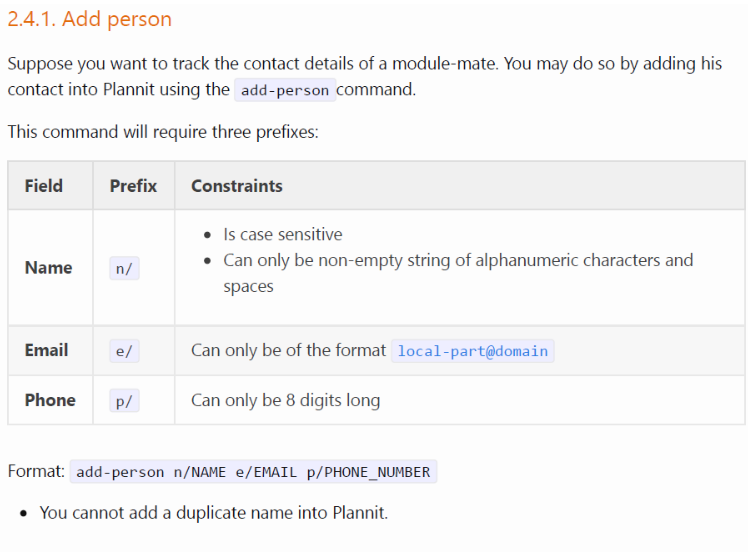 2.4.1. Add person
Suppose you want to track the contact details of a module-mate. You may do so by adding his
contact into Plannit using the add-person command.
This command will require three prefixes:
Field Prefix Constraints
Name n/ • Is case sensitive
• Can only be non-empty string of alphanumeric characters and
spaces
Email e/ Can only be of the format local-part@domain
Phone p/ Can only be 8 digits long
Format: add-person n/NAME e/EMAIL p/PHONE_NUMBER
• You cannot add a duplicate name into Plannit.